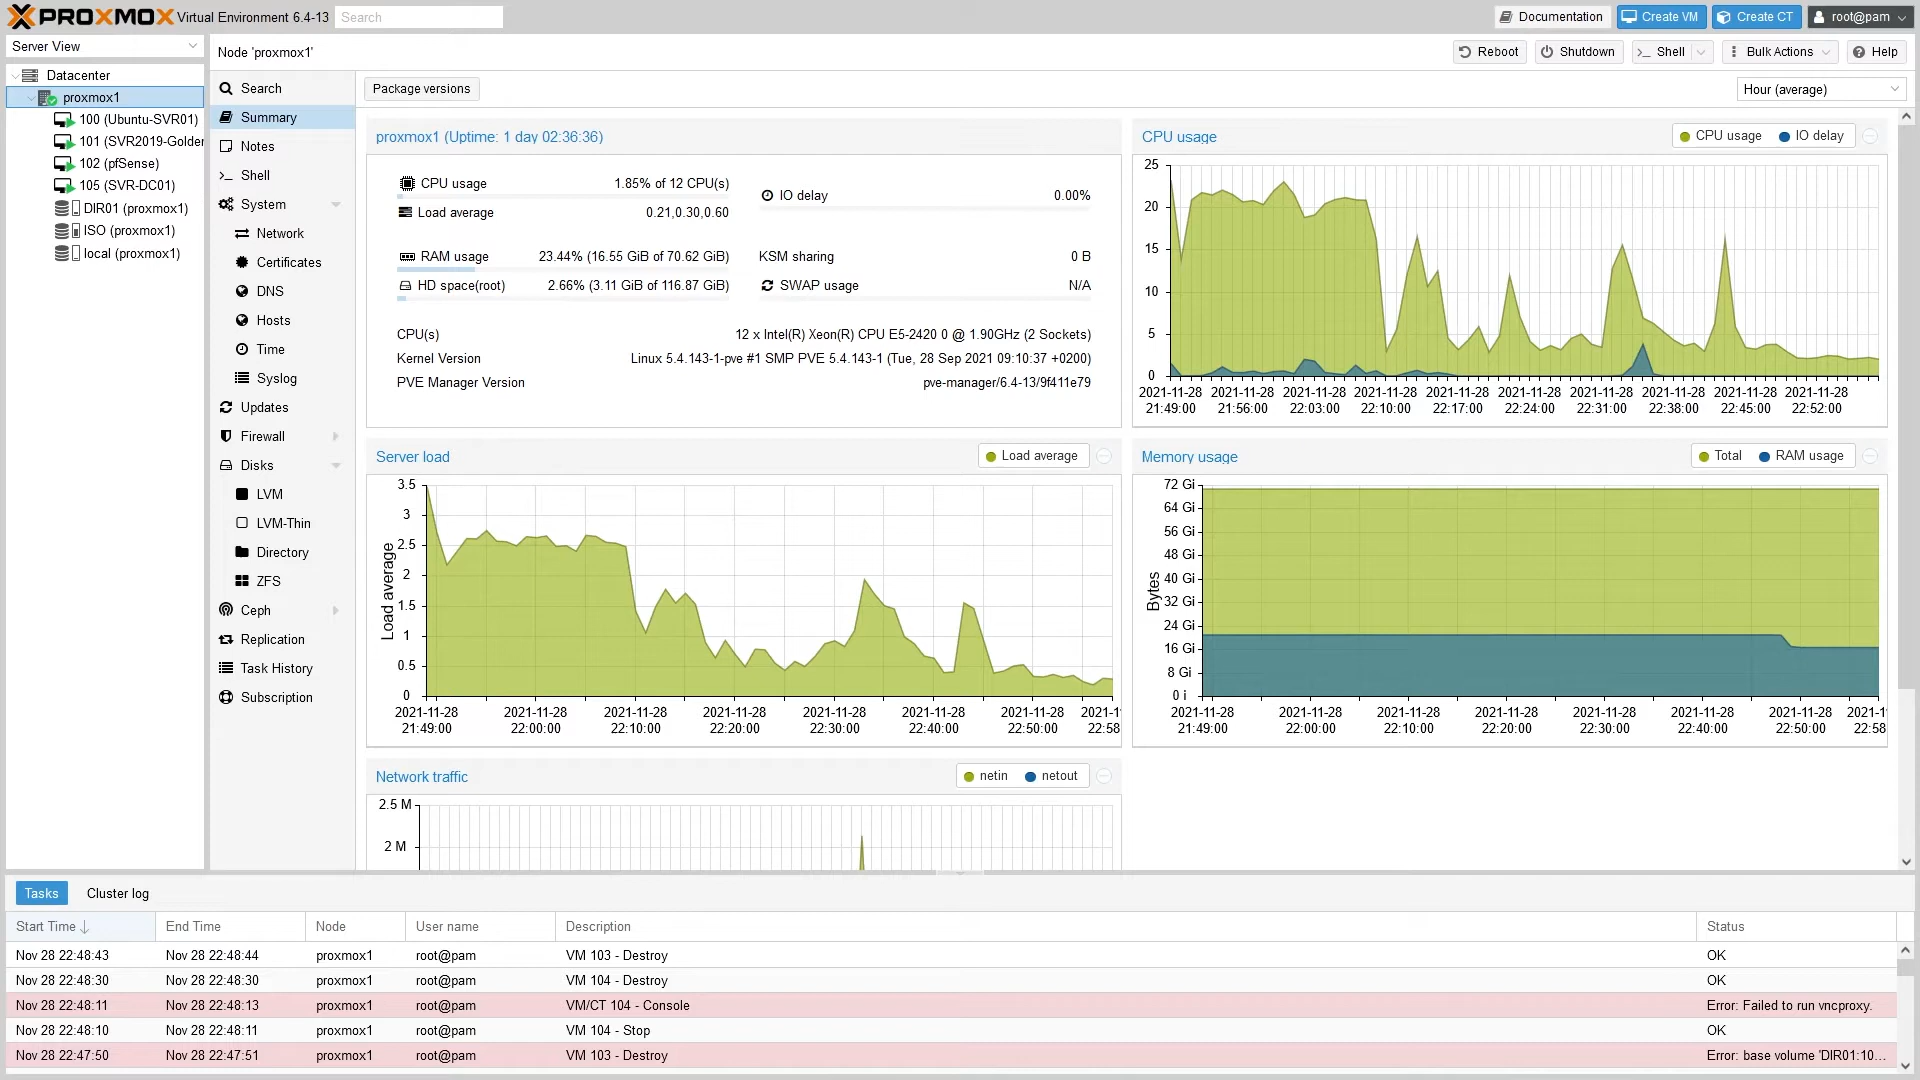 PROXMOX Virtual Environment 6.4-13 Search
Documentation Create VM Create CT root@pam
Server View
Datacenter
proxmox1
100 (Ubuntu-SVR01)
101 (SVR2019-Golder
102 (pfSense)
105 (SVR-DC01)
DIR01 (proxmox1)
ISO (proxmox1)
local (proxmox1)
Node 'proxmox1'
Reboot Shutdown Shell Bulk Actions Help
Search
Summary
Notes
Shell
System
Network
Certificates
DNS
Hosts
Time
Syslog
Updates
Firewall
Disks
LVM
LVM-Thin
Directory
ZFS
Ceph
Replication
Task History
Subscription
Package versions
Hour (average)
proxmox1 (Uptime: 1 day 02:36:36)
CPU usage 1.85% of 12 CPU(s)
Load average 0.21,0.30,0.60
IO delay 0.00%
RAM usage 23.44% (16.55 GiB of 70.62 GiB)
KSM sharing 0 B
HD space(root) 2.66% (3.11 GiB of 116.87 GiB)
SWAP usage N/A
CPU(s) 12 x Intel(R) Xeon(R) CPU E5-2420 0 @ 1.90GHz (2 Sockets)
Kernel Version Linux 5.4.143-1-pve #1 SMP PVE 5.4.143-1 (Tue, 28 Sep 2021 09:10:37 +0200)
PVE Manager Version pve-manager/6.4-13/9f411e79
CPU usage
CPU usage IO delay
25
20
15
10
5
0
2021-11-28 2021-11-28 2021-11-28 2021-11-28 2021-11-28 2021-11-28 2021-11-28 2021-11-28 2021-11-28 2021-11-28
21:49:00 21:56:00 22:03:00 22:10:00 22:17:00 22:24:00 22:31:00 22:38:00 22:45:00 22:52:00
Server load
Load average
Load average
3.5
3
2.5
2
1.5
1
0.5
0
2021-11-28 2021-11-28 2021-11-28 2021-11-28 2021-11-28 2021-11-28 2021-11-28 2021-1
21:49:00 22:00:00 22:10:00 22:20:00 22:30:00 22:40:00 22:50:00 22:58
Memory usage
Total RAM usage
Bytes
72 Gi
64 Gi
56 Gi
48 Gi
40 Gi
32 Gi
24 Gi
16 Gi
8 Gi
0 i
2021-11-28 2021-11-28 2021-11-28 2021-11-28 2021-11-28 2021-11-28 2021-11-28 2021-1
21:49:00 22:00:00 22:10:00 22:20:00 22:30:00 22:40:00 22:50:00 22:58
Network traffic
netin netout
2.5 M
2 M
Tasks Cluster log
Start Time End Time Node User name Description Status
Nov 28 22:48:43 Nov 28 22:48:44 proxmox1 root@pam VM 103 - Destroy OK
Nov 28 22:48:30 Nov 28 22:48:30 proxmox1 root@pam VM 104 - Destroy OK
Nov 28 22:48:11 Nov 28 22:48:13 proxmox1 root@pam VM/CT 104 - Console Error: Failed to run vncproxy.
Nov 28 22:48:10 Nov 28 22:48:11 proxmox1 root@pam VM 104 - Stop OK
Nov 28 22:47:50 Nov 28 22:47:51 proxmox1 root@pam VM 103 - Destroy Error: base volume 'DIR01:10...